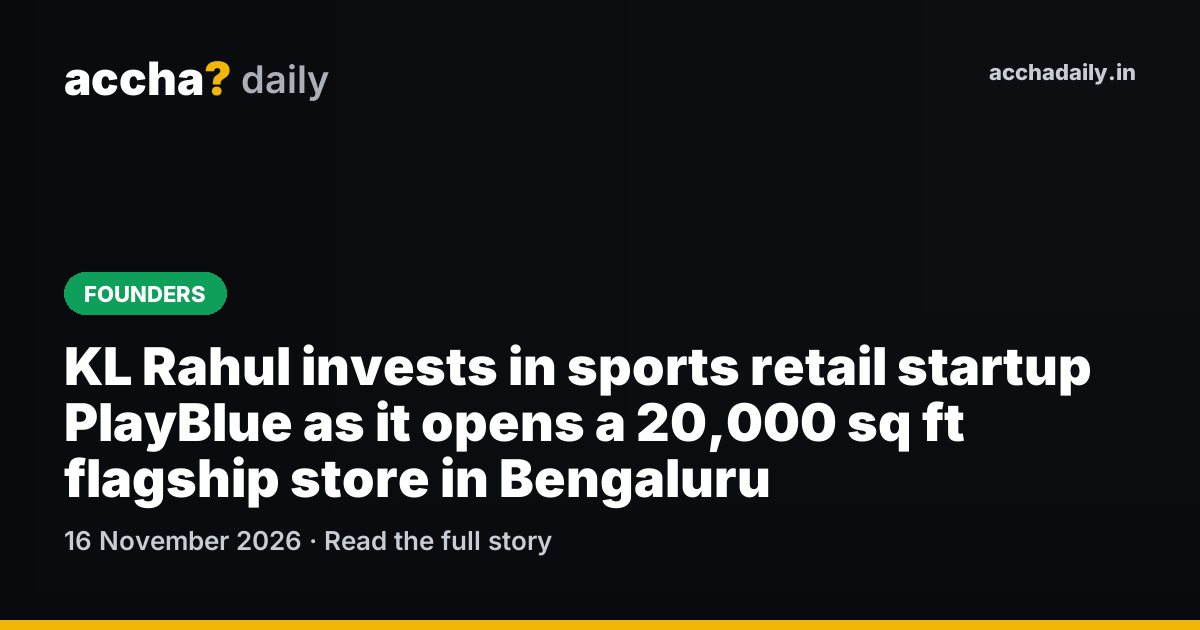 accha? daily
acchadaily.in
FOUNDERS
KL Rahul invests in sports retail startup
PlayBlue as it opens a 20,000 sq ft
flagship store in Bengaluru
16 November 2026 · Read the full story